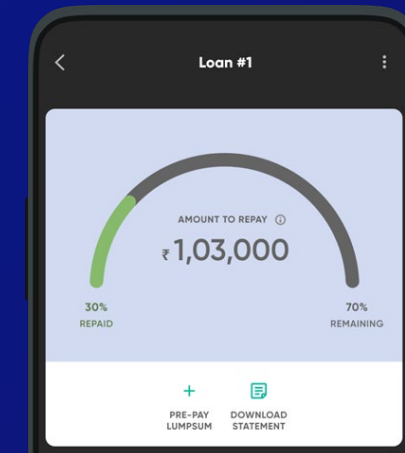 Loan #1
AMOUNT TO REPAY
₹1,03,000
30%
REPAID
70%
REMAINING
PRE-PAY
LUMPSUM
DOWNLOAD
STATEMENT